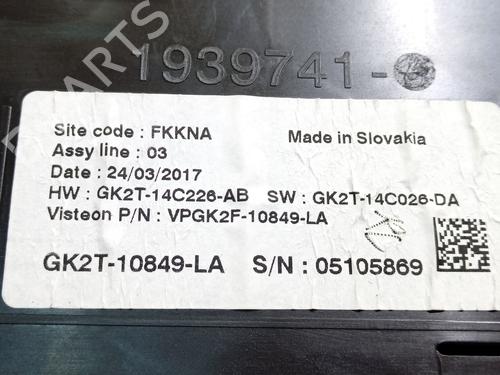 PARTS
1939741-
Site code : FKKNA
Made in Slovakia
Assy line : 03
Date : 24/03/2017
HW : GK2T-14C226-AB SW : GK2T-14C026-DA
Visteon P/N : VPGK2F-10849-LA
GK2T-10849-LA S/N : 05105869